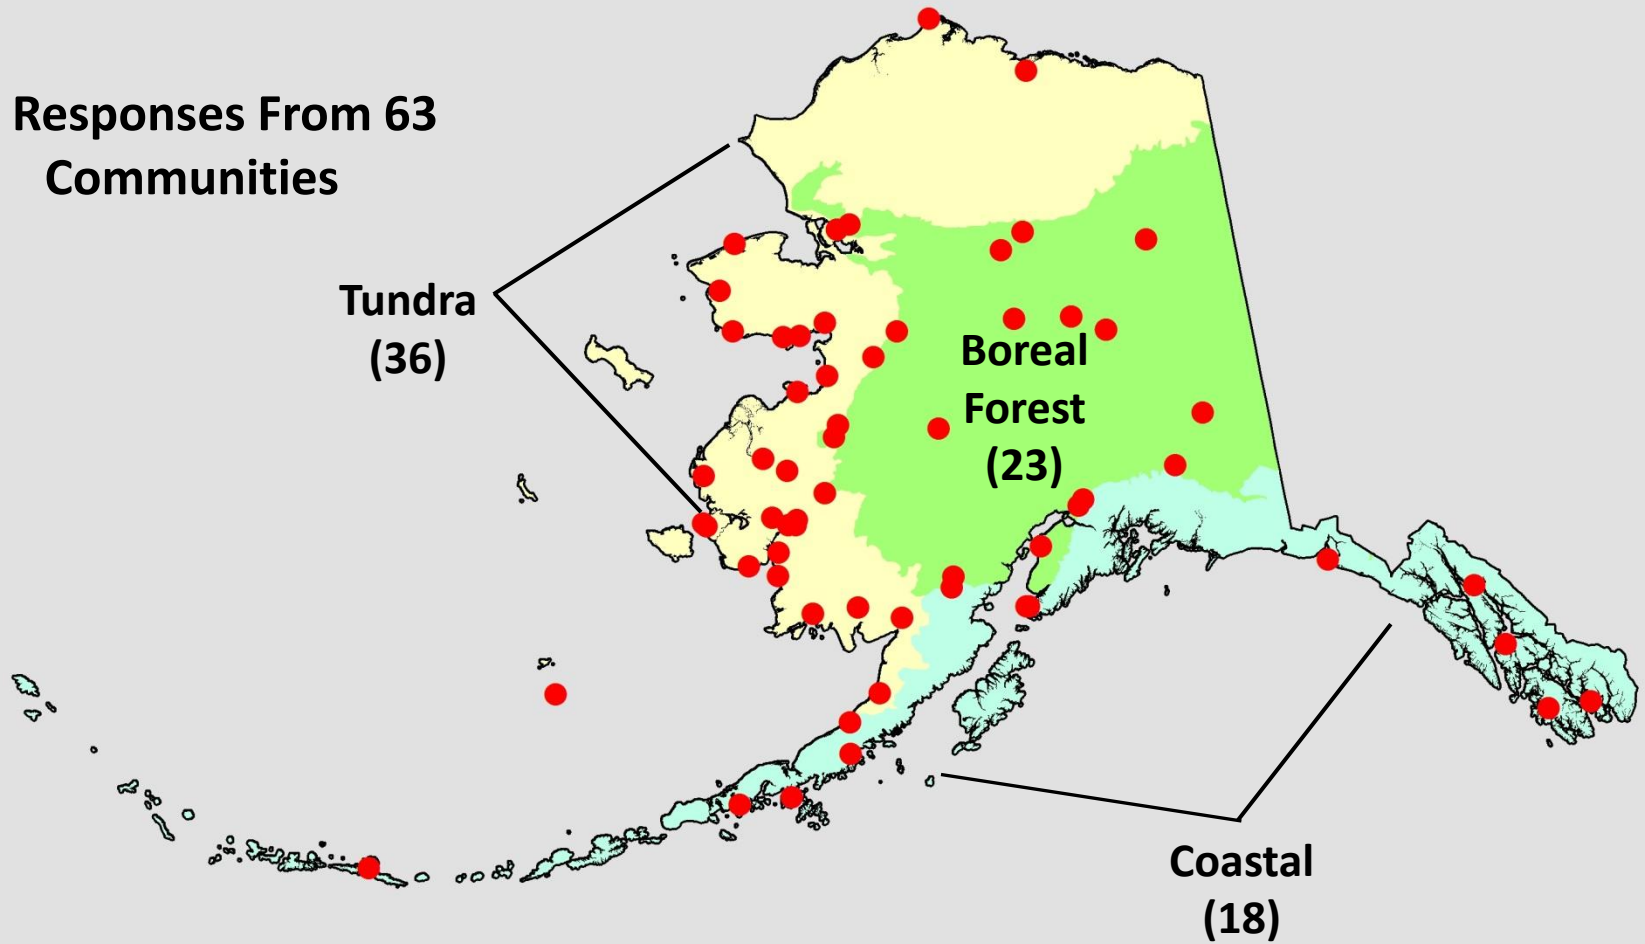 Responses From 63
Communities
Tundra
(36)
Boreal
Forest
(23)
Coastal
(18)